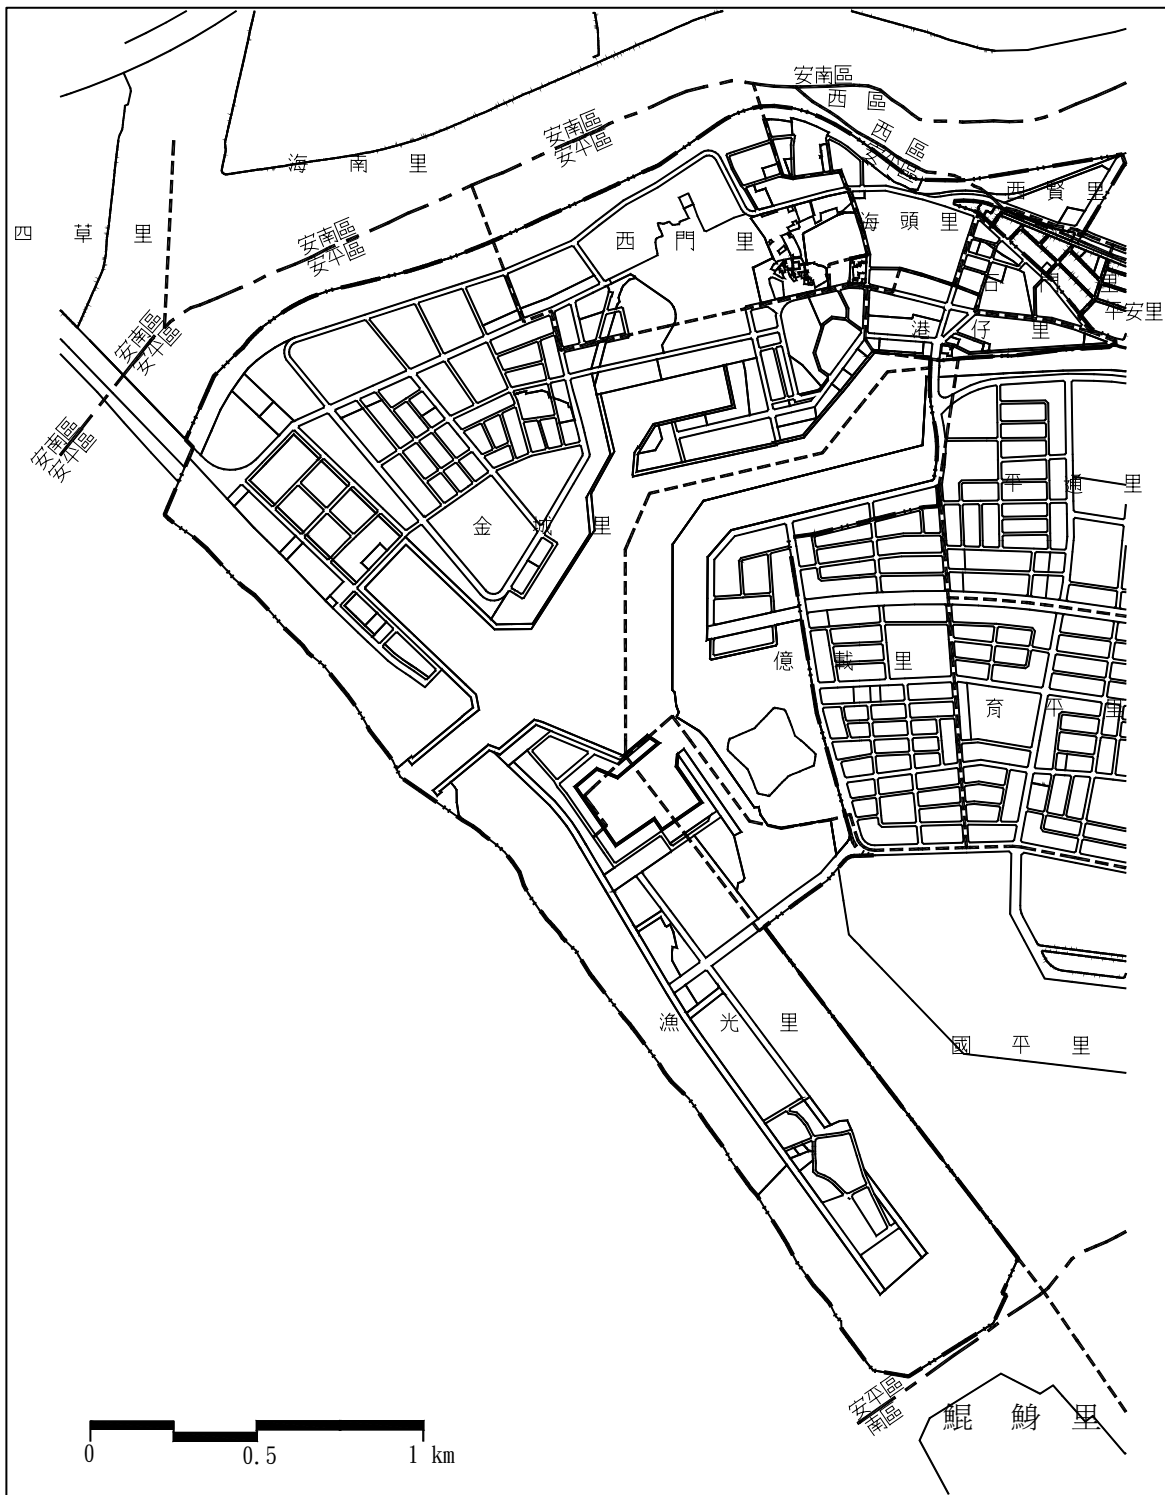 安南區
西 區
安南區
安平區
西 區
安平區
海 南 里
西 賢 里
四 草 里
安南區
安平區
西 門 里
海 頭 里
平安里
安南區
安平區
港 仔 里
安南區
安平區
平 通 里
金 城 里
億 載 里
育 平 里
漁 光 里
國 平 里
安平區
南區
鯤 鯓 里
0 0.5 1 km